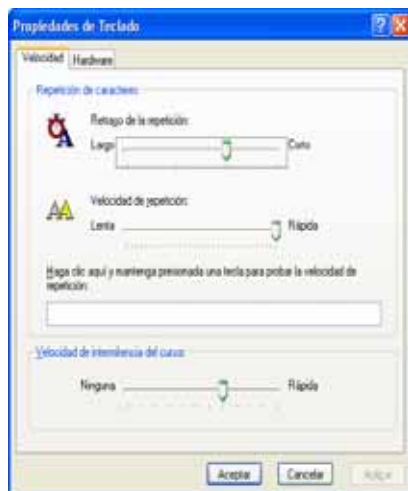 Propiedades de Teclado
Velocidad Hardware
Repetición de caracteres
Retraso de la repetición:
Largo Corto
Velocidad de repetición:
Lenta Rápida
Haga clic aquí y mantenga presionada una tecla para probar la velocidad de
repetición:
Velocidad de intermitencia del cursor
Ninguna Rápida
Aceptar Cancelar Aplicar